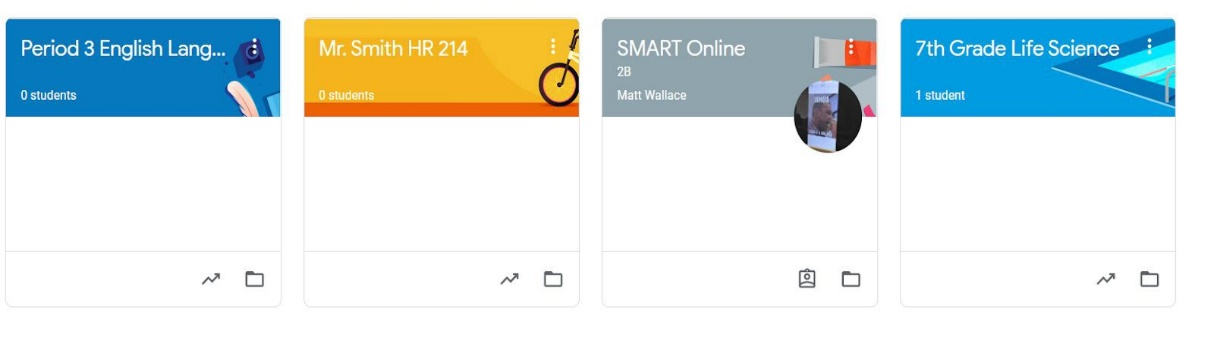 Period 3 English Lang...
0 students
Mr. Smith HR 214
0 students
SMART Online
2B
Matt Wallace
7th Grade Life Science
1 student